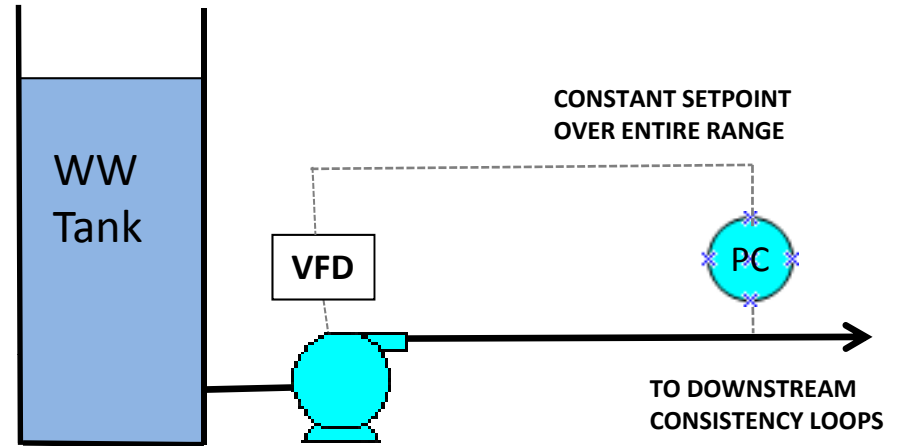 CONSTANT SETPOINT
OVER ENTIRE RANGE
WW
Tank
VFD
PC
TO DOWNSTREAM
CONSISTENCY LOOPS